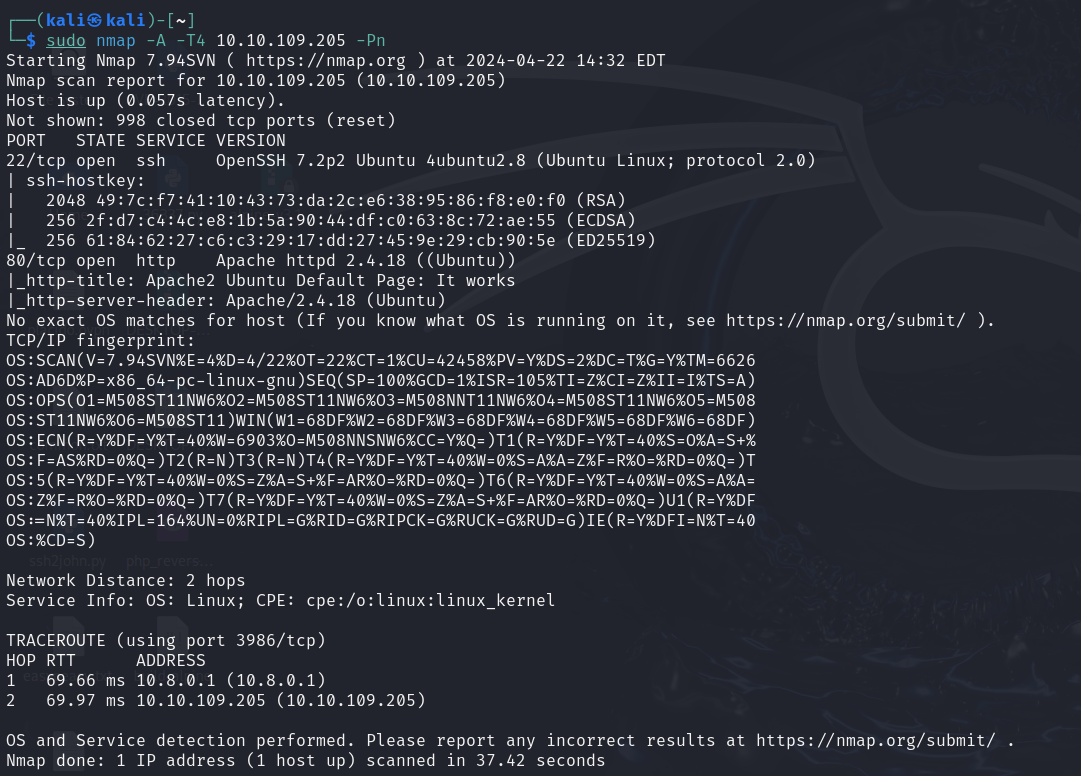 ┌──(kali㉿kali)-[~]
└─$ sudo nmap -A -T4 10.10.109.205 -Pn
Starting Nmap 7.94SVN ( https://nmap.org ) at 2024-04-22 14:32 EDT
Nmap scan report for 10.10.109.205 (10.10.109.205)
Host is up (0.057s latency).
Not shown: 998 closed tcp ports (reset)
PORT   STATE SERVICE VERSION
22/tcp open  ssh     OpenSSH 7.2p2 Ubuntu 4ubuntu2.8 (Ubuntu Linux; protocol 2.0)
| ssh-hostkey:
|   2048 49:7c:f7:41:10:43:73:da:2c:e6:38:95:86:f8:e0:f0 (RSA)
|   256 2f:d7:c4:4c:e8:1b:5a:90:44:df:c0:63:8c:72:ae:55 (ECDSA)
|_  256 61:84:62:27:c6:c3:29:17:dd:27:45:9e:29:cb:90:5e (ED25519)
80/tcp open  http    Apache httpd 2.4.18 ((Ubuntu))
|_http-title: Apache2 Ubuntu Default Page: It works
|_http-server-header: Apache/2.4.18 (Ubuntu)
No exact OS matches for host (If you know what OS is running on it, see https://nmap.org/submit/ ).
TCP/IP fingerprint:
OS:SCAN(V=7.94SVN%E=4%D=4/22%OT=22%CT=1%CU=42458%PV=Y%DS=2%DC=T%G=Y%TM=6626
OS:AD6D%P=x86_64-pc-linux-gnu)SEQ(SP=100%GCD=1%ISR=105%TI=Z%CI=Z%II=I%TS=A)
OS:OPS(O1=M508ST11NW6%O2=M508ST11NW6%O3=M508NNT11NW6%O4=M508ST11NW6%O5=M508
OS:ST11NW6%O6=M508ST11)WIN(W1=68DF%W2=68DF%W3=68DF%W4=68DF%W5=68DF%W6=68DF)
OS:ECN(R=Y%DF=Y%T=40%W=6903%O=M508NNSNW6%CC=Y%Q=)T1(R=Y%DF=Y%T=40%S=O%A=S+%
OS:F=AS%RD=0%Q=)T2(R=N)T3(R=N)T4(R=Y%DF=Y%T=40%W=0%S=A%A=Z%F=R%O=%RD=0%Q=)T
OS:5(R=Y%DF=Y%T=40%W=0%S=Z%A=S+%F=AR%O=%RD=0%Q=)T6(R=Y%DF=Y%T=40%W=0%S=A%A=
OS:Z%F=R%O=%RD=0%Q=)T7(R=Y%DF=Y%T=40%W=0%S=Z%A=S+%F=AR%O=%RD=0%Q=)U1(R=Y%DF
OS:=N%T=40%IPL=164%UN=0%RIPL=G%RID=G%RIPCK=G%RUCK=G%RUD=G)IE(R=Y%DFI=N%T=40
OS:%CD=S)
ssh2john.py php_revers...
Network Distance: 2 hops
Service Info: OS: Linux; CPE: cpe:/o:linux:linux_kernel
TRACEROUTE (using port 3986/tcp)
HOP RTT      ADDRESS
1   69.66 ms 10.8.0.1 (10.8.0.1)
2   69.97 ms 10.10.109.205 (10.10.109.205)
OS and Service detection performed. Please report any incorrect results at https://nmap.org/submit/ .
Nmap done: 1 IP address (1 host up) scanned in 37.42 seconds